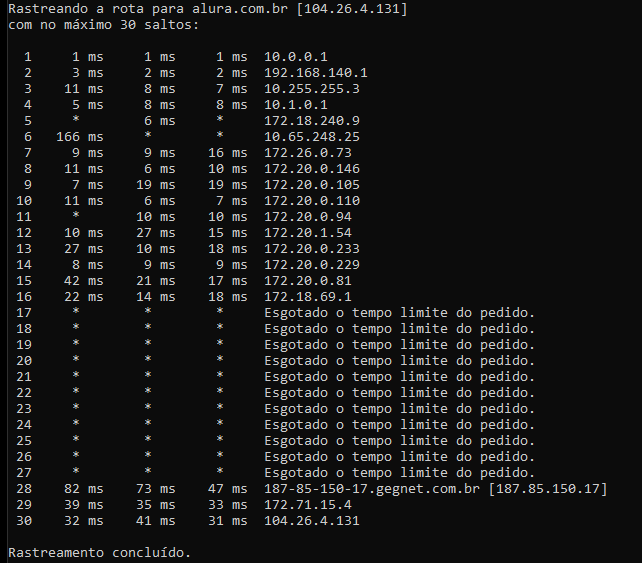 Rastreando a rota para alura.com.br [104.26.4.131]
com no máximo 30 saltos:
1 1 ms 1 ms 1 ms 10.0.0.1
2 3 ms 2 ms 2 ms 192.168.140.1
3 11 ms 8 ms 7 ms 10.255.255.3
4 5 ms 8 ms 8 ms 10.1.0.1
5 * 6 ms * 172.18.240.9
6 166 ms * * 10.65.248.25
7 9 ms 9 ms 16 ms 172.26.0.73
8 11 ms 6 ms 10 ms 172.20.0.146
9 7 ms 19 ms 19 ms 172.20.0.105
10 11 ms 6 ms 7 ms 172.20.0.110
11 * 10 ms 10 ms 172.20.0.94
12 10 ms 27 ms 15 ms 172.20.1.54
13 27 ms 10 ms 18 ms 172.20.0.233
14 8 ms 9 ms 9 ms 172.20.0.229
15 42 ms 21 ms 17 ms 172.20.0.81
16 22 ms 14 ms 18 ms 172.18.69.1
17 * * * Esgotado o tempo limite do pedido.
18 * * * Esgotado o tempo limite do pedido.
19 * * * Esgotado o tempo limite do pedido.
20 * * * Esgotado o tempo limite do pedido.
21 * * * Esgotado o tempo limite do pedido.
22 * * * Esgotado o tempo limite do pedido.
23 * * * Esgotado o tempo limite do pedido.
24 * * * Esgotado o tempo limite do pedido.
25 * * * Esgotado o tempo limite do pedido.
26 * * * Esgotado o tempo limite do pedido.
27 * * * Esgotado o tempo limite do pedido.
28 82 ms 73 ms 47 ms 187-85-150-17.gegnet.com.br [187.85.150.17]
29 39 ms 35 ms 33 ms 172.71.15.4
30 32 ms 41 ms 31 ms 104.26.4.131
Rastreamento concluído.